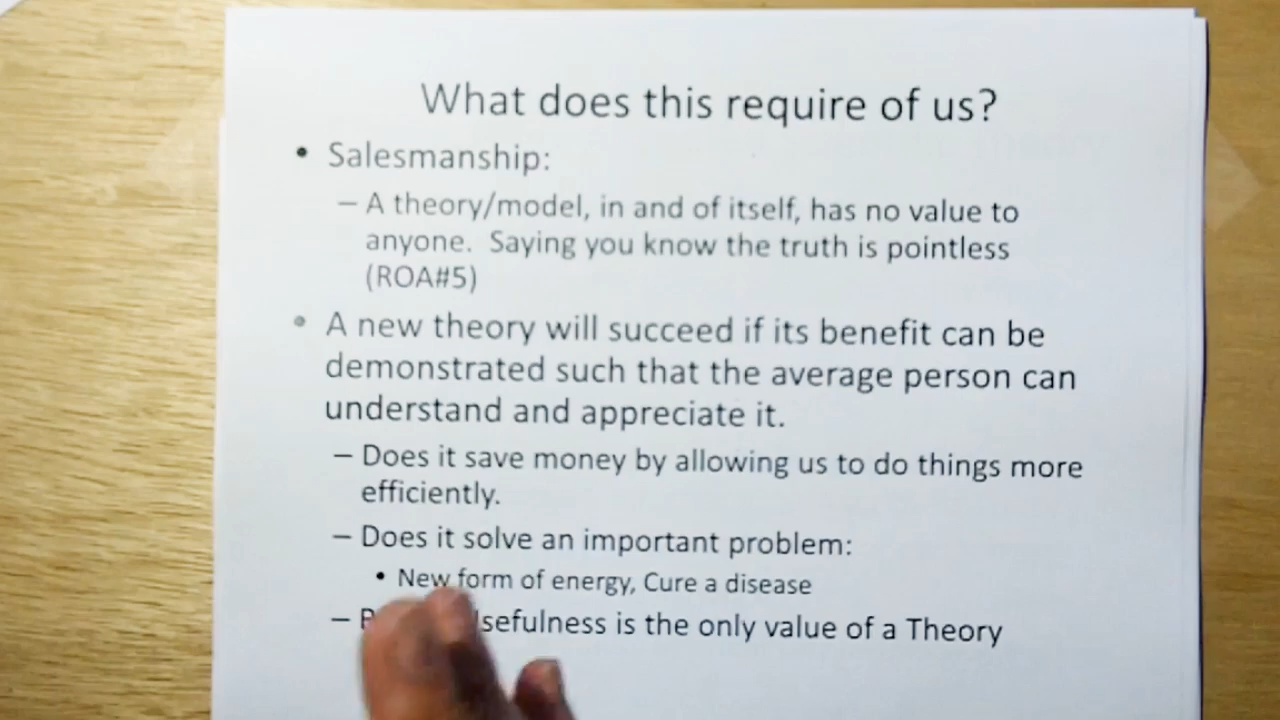 What does this require of us?
• Salesmanship:
– A theory/model, in and of itself, has no value to
anyone. Saying you know the truth is pointless
(ROA#5)
• A new theory will succeed if its benefit can be
demonstrated such that the average person can
understand and appreciate it.
– Does it save money by allowing us to do things more
efficiently.
– Does it solve an important problem:
• New form of energy, Cure a disease
– is the only value of a Theory